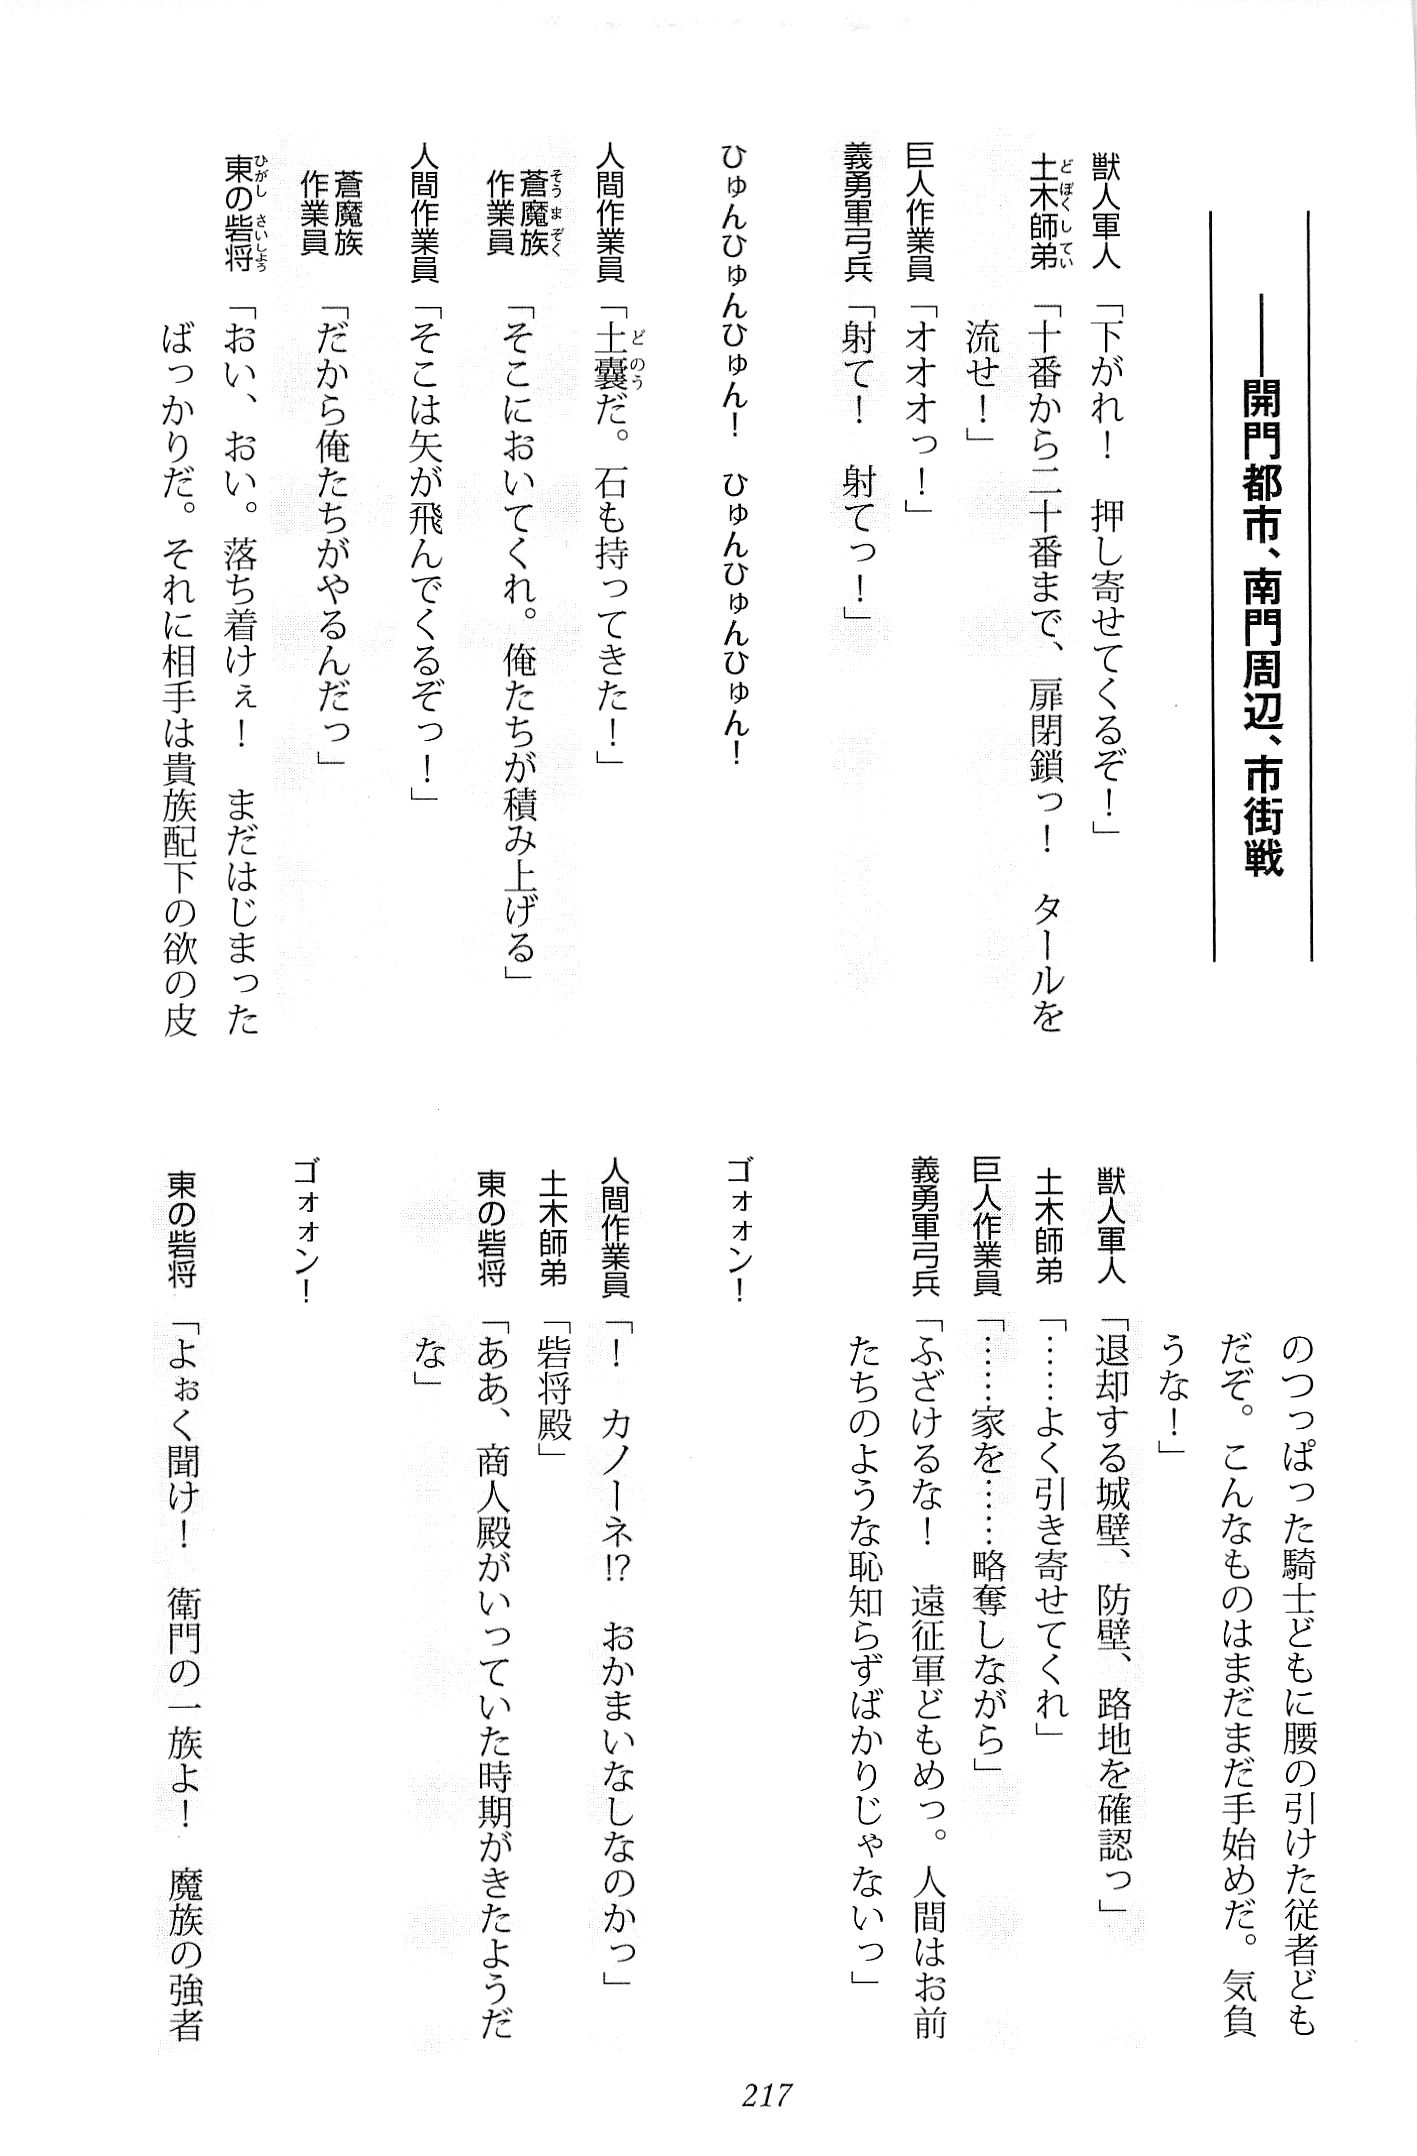 ――開門都市、南門周辺、市街戦
獣人軍人「下がれ！　押し寄せてくるぞ！」
土木師弟「十番から二十番まで、扉閉鎖っ！　タールを
流せ！」
巨人作業員「オオオっ！」
義勇軍弓兵「射て！　射てっ！」
ひゅんひゅんひゅん！　ひゅんひゅんひゅん！
人間作業員「土嚢だ。石も持ってきた！」
蒼魔族作業員「そこにおいてくれ。俺たちが積み上げる」
人間作業員「そこは矢が飛んでくるぞっ！」
蒼魔族作業員「だから俺たちがやるんだっ」
東の砦将「おい、おい。落ち着けぇ！　まだはじまった
ばっかりだ。それに相手は貴族配下の欲の皮
のつっぱった騎士どもに腰の引けた従者ども
だぞ。こんなものはまだまだ手始めだ。気負
うな！」
獣人軍人「退却する城壁、防壁、路地を確認っ」
土木師弟「……よく引き寄せてくれ」
巨人作業員「……家を……略奪しながら」
義勇軍弓兵「ふざけるな！　遠征軍どもめっ。人間はお前
たちのような恥知らずばかりじゃないっ」
ゴォォン！
人間作業員「！　カノーネ!?　おかまいなしなのかっ」
土木師弟「砦将殿」
東の砦将「ああ、商人殿がいっていた時期がきたようだ
な」
ゴォォン！
東の砦将「よぉく聞け！　衛門の一族よ！　魔族の強者
217